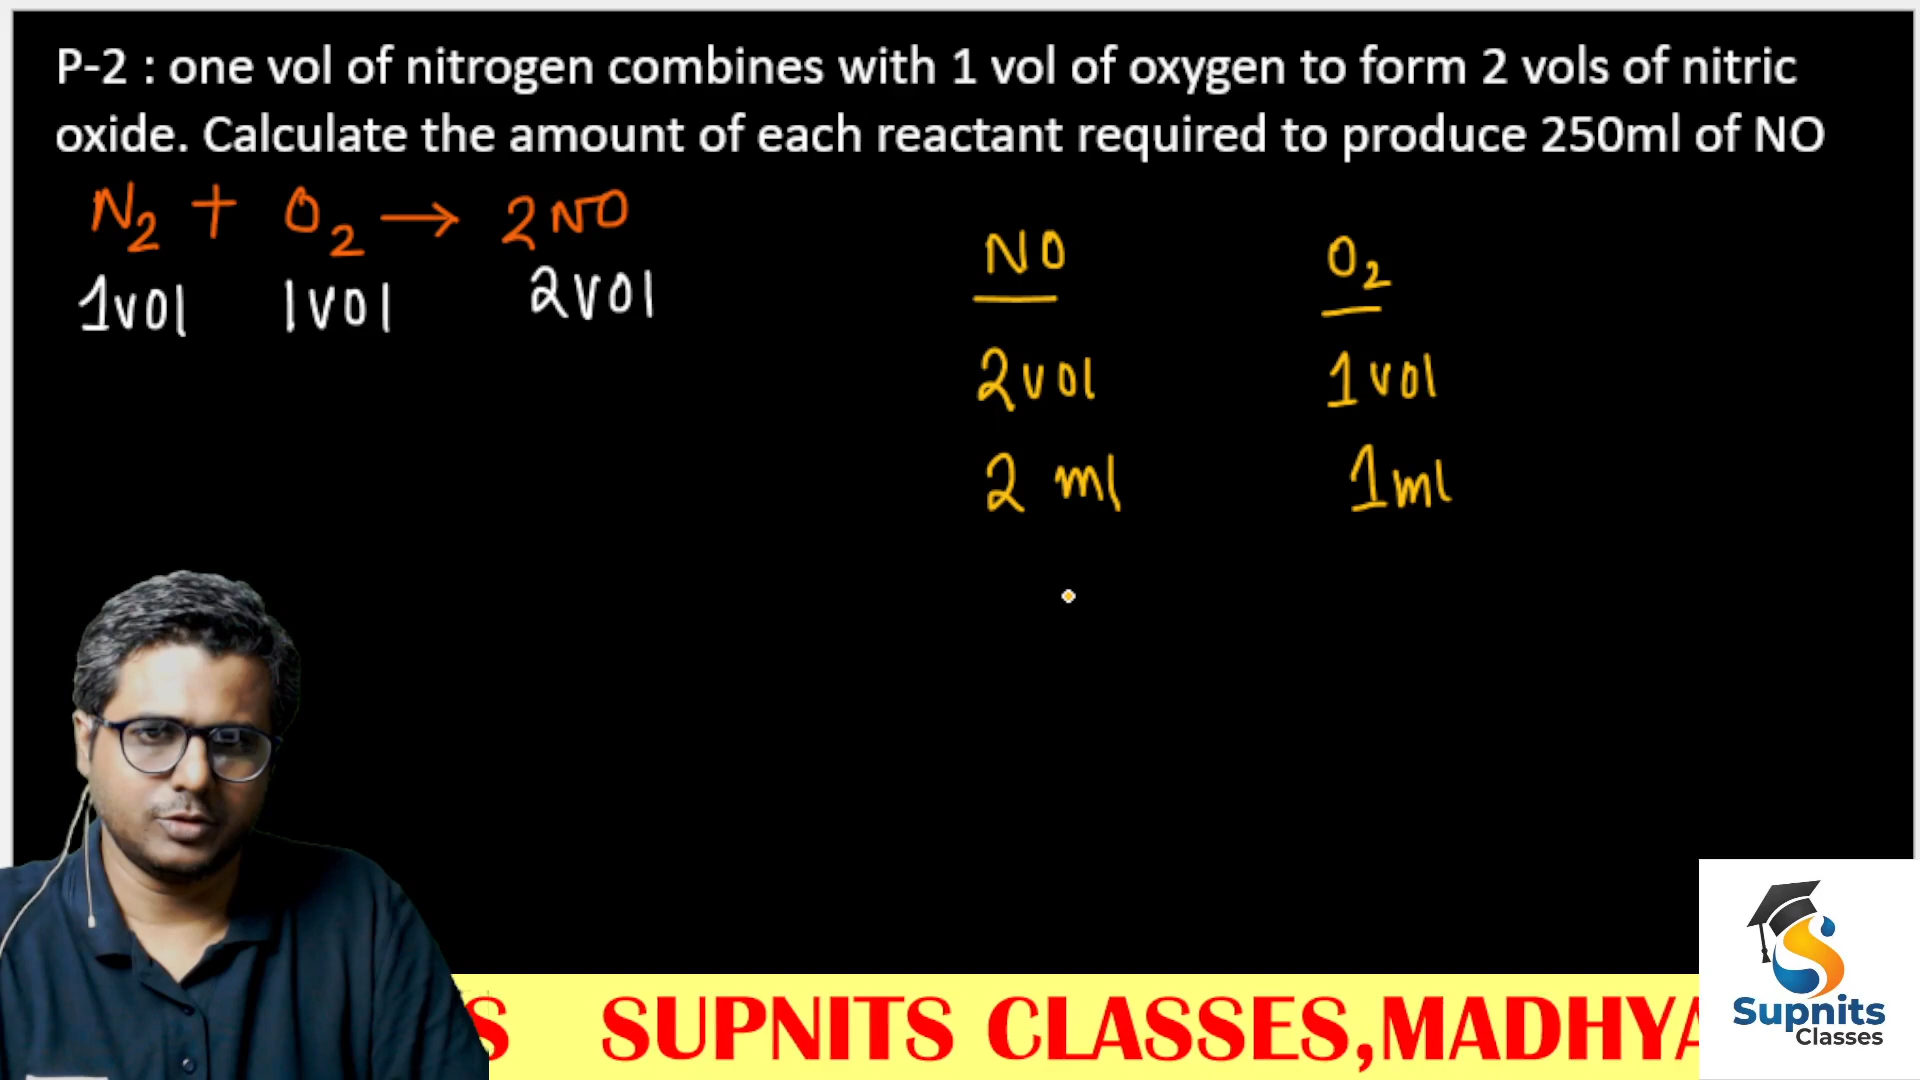 P-2 : one vol of nitrogen combines with 1 vol of oxygen to form 2 vols of nitric
oxide. Calculate the amount of each reactant required to produce 250ml of NO
N2 + O2 → 2NO
1vol 1vol 2vol
NO O2
2vol 1vol
2 ml 1ml
S SUPNITS CLASSES,MADHYA
Supnits
Classes